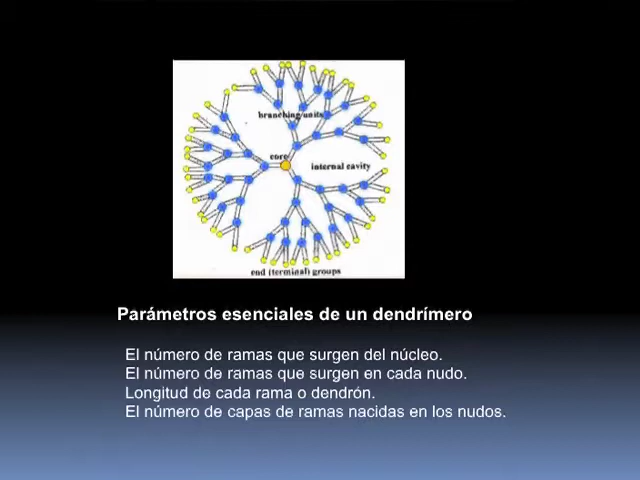 branching units
core
internal cavity
end (terminal) groups
Parámetros esenciales de un dendrímero
El número de ramas que surgen del núcleo.
El número de ramas que surgen en cada nudo.
Longitud de cada rama o dendrón.
El número de capas de ramas nacidas en los nudos.